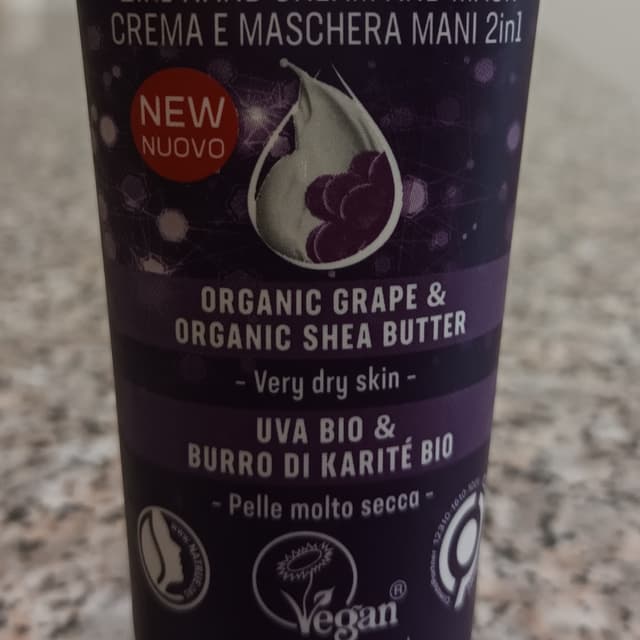 CREMA E MASCHERA MANI 2in1
NEW
NUOVO
ORGANIC GRAPE &
ORGANIC SHEA BUTTER
- Very dry skin -
UVA BIO &
BURRO DI KARITÉ BIO
- Pelle molto secca -
Vegan®